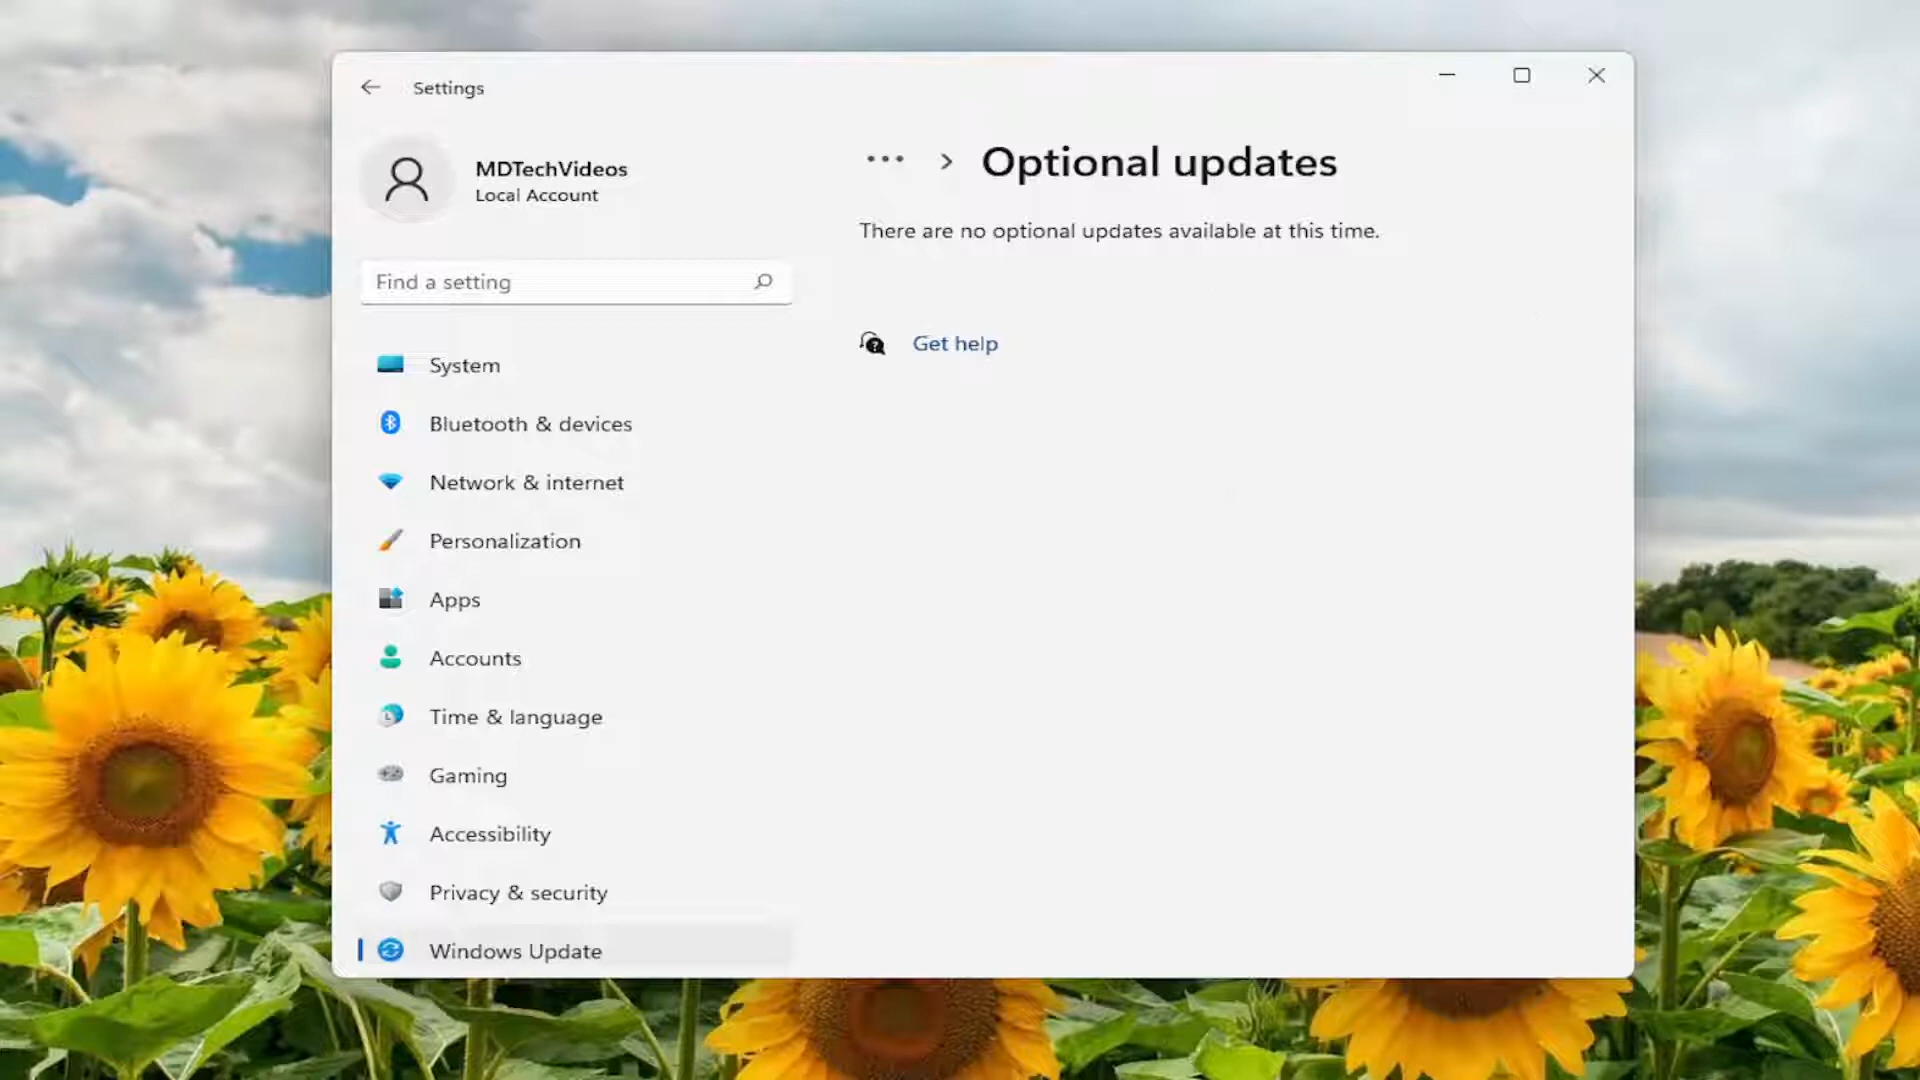 Settings
MDTechVideos
Local Account
Find a setting
System
Bluetooth & devices
Network & internet
Personalization
Apps
Accounts
Time & language
Gaming
Accessibility
Privacy & security
Windows Update
... > Optional updates
There are no optional updates available at this time.
Get help